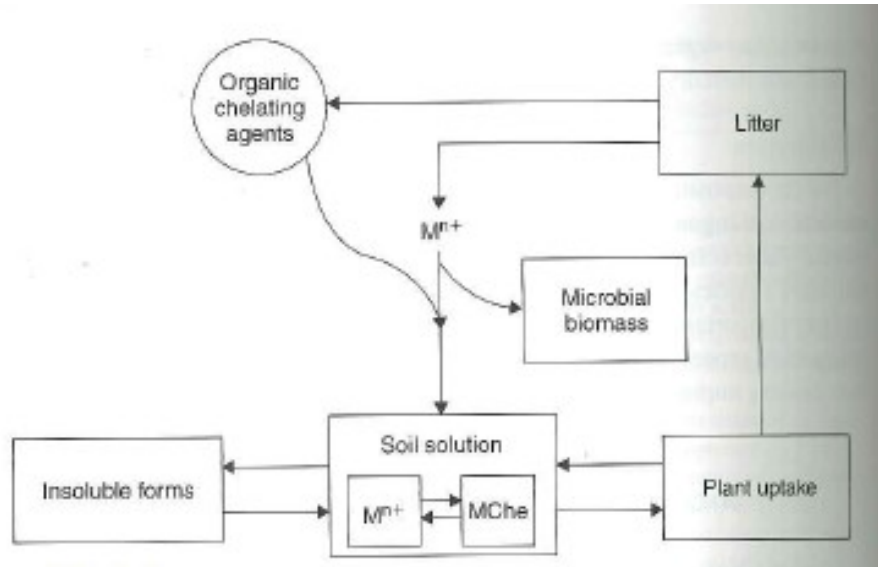 Organic
chelating
agents
Litter
Mⁿ⁺
Microbial
biomass
Soil solution
Insoluble forms
Mⁿ⁺
MChe
Plant uptake